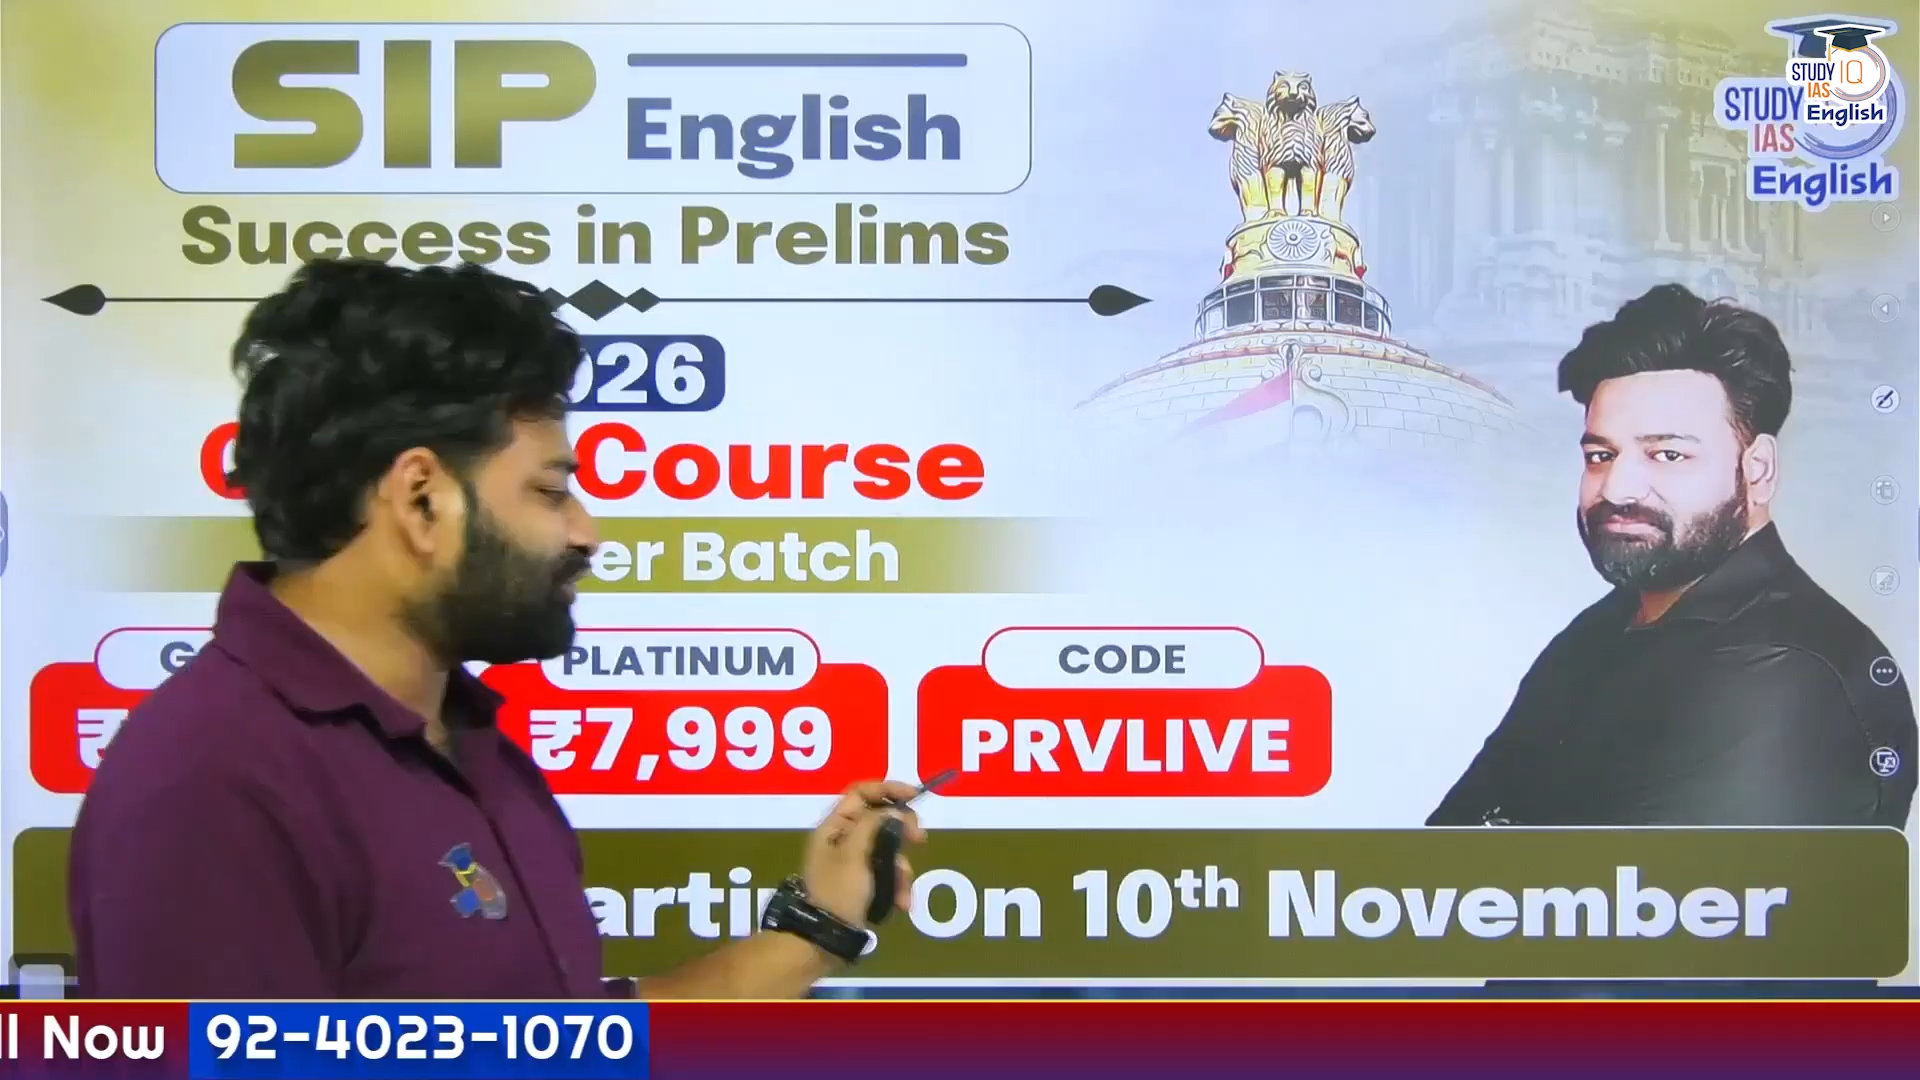 SIP English
Success in Prelims
026
Course
er Batch
PLATINUM
₹7,999
CODE
PRVLIVE
On 10th November
STUDY IQ
IAS
English
STUDY
IAS
English
Now 92-4023-1070